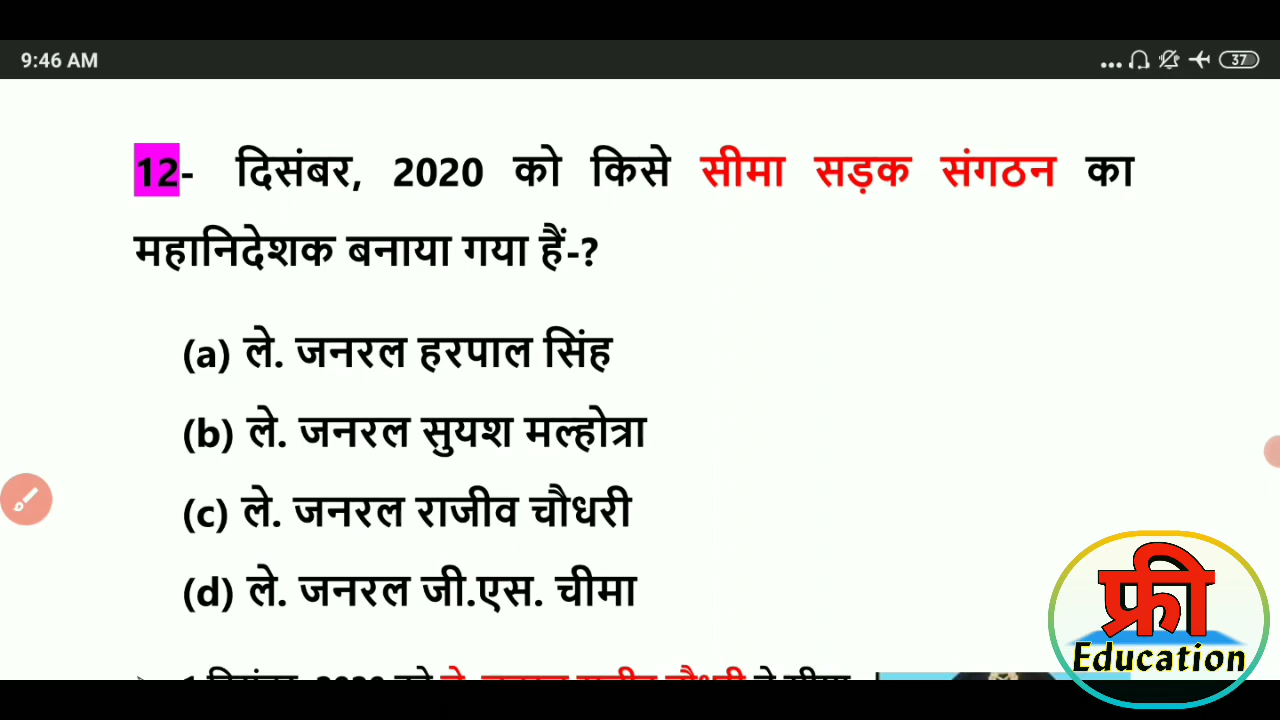 9:46 AM
37
12- दिसंबर, 2020 को किसे सीमा सड़क संगठन का
महानिदेशक बनाया गया हैं-?
(a) ले. जनरल हरपाल सिंह
(b) ले. जनरल सुयश मल्होत्रा
(c) ले. जनरल राजीव चौधरी
(d) ले. जनरल जी.एस. चीमा
फ्री
Education